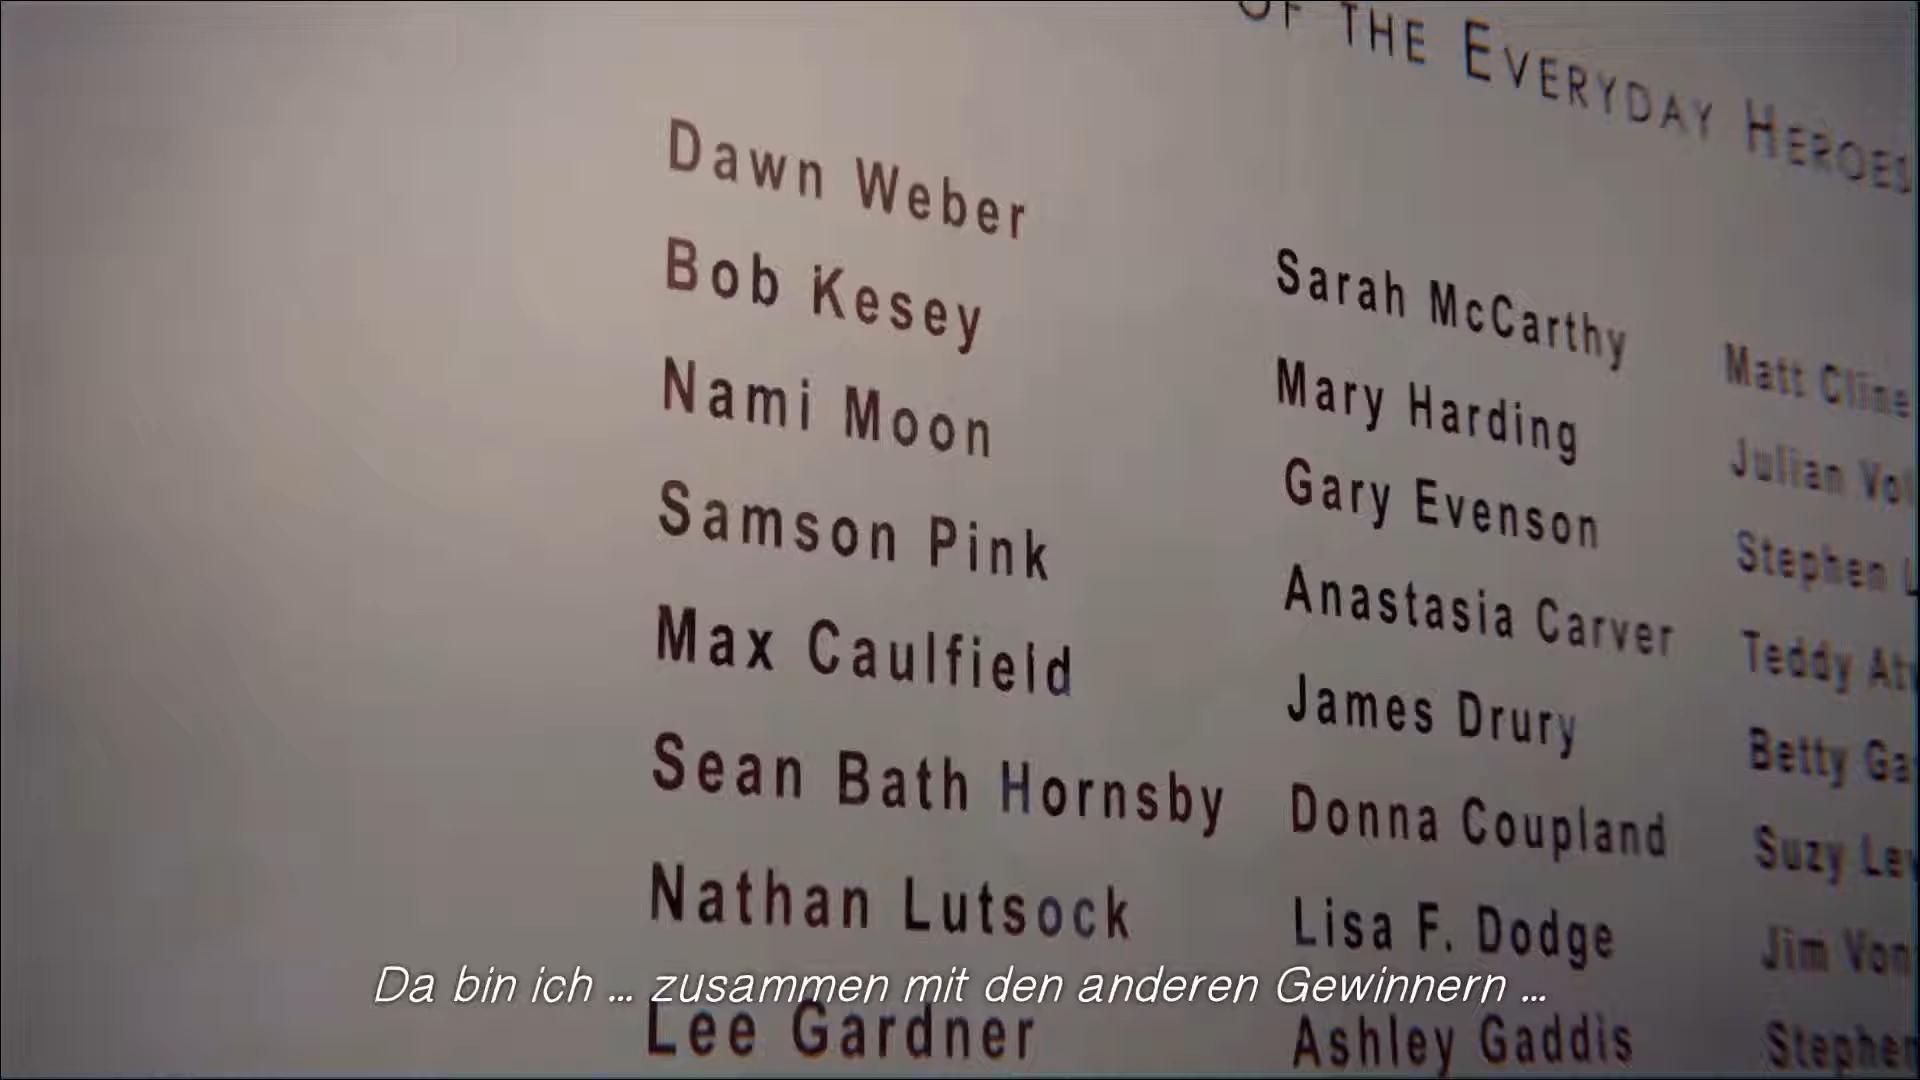 OF THE EVERYDAY HEROES
Dawn Weber
Bob Kesey
Nami Moon
Samson Pink
Max Caulfield
Sean Bath Hornsby
Nathan Lutsock
Lee Gardner
Sarah McCarthy
Mary Harding
Gary Evenson
Anastasia Carver
James Drury
Donna Coupland
Lisa F. Dodge
Ashley Gaddis
Matt Cline
Julian
Stephen
Teddy
Betty
Suzy
Jim Von
Da bin ich ... zusammen mit den anderen Gewinnern ...